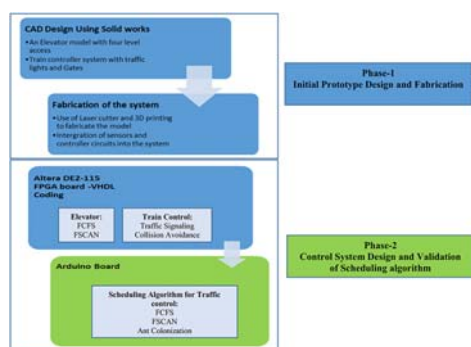 CAD Design Using Solid works
•An Elevator model with four level
access
•Train controller system with traffic
lights and Gates
Fabrication of the system
•Use of Laser cutter and 3D printing
to fabricate the model
•Intergration of sensors and
controller circuits into the system
Phase-1
Initial Prototype Design and Fabrication
Altera DE2-115
FPGA board -VHDL
Coding
Elevator:
FCFS
FSCAN
Train Control:
Traffic Signaling
Collision Avoidance
Arduino Board
Scheduling Algorithm for Traffic
control:
FCFS
FSCAN
Ant Colonization
Phase-2
Control System Design and Validation
of Scheduling algorithm